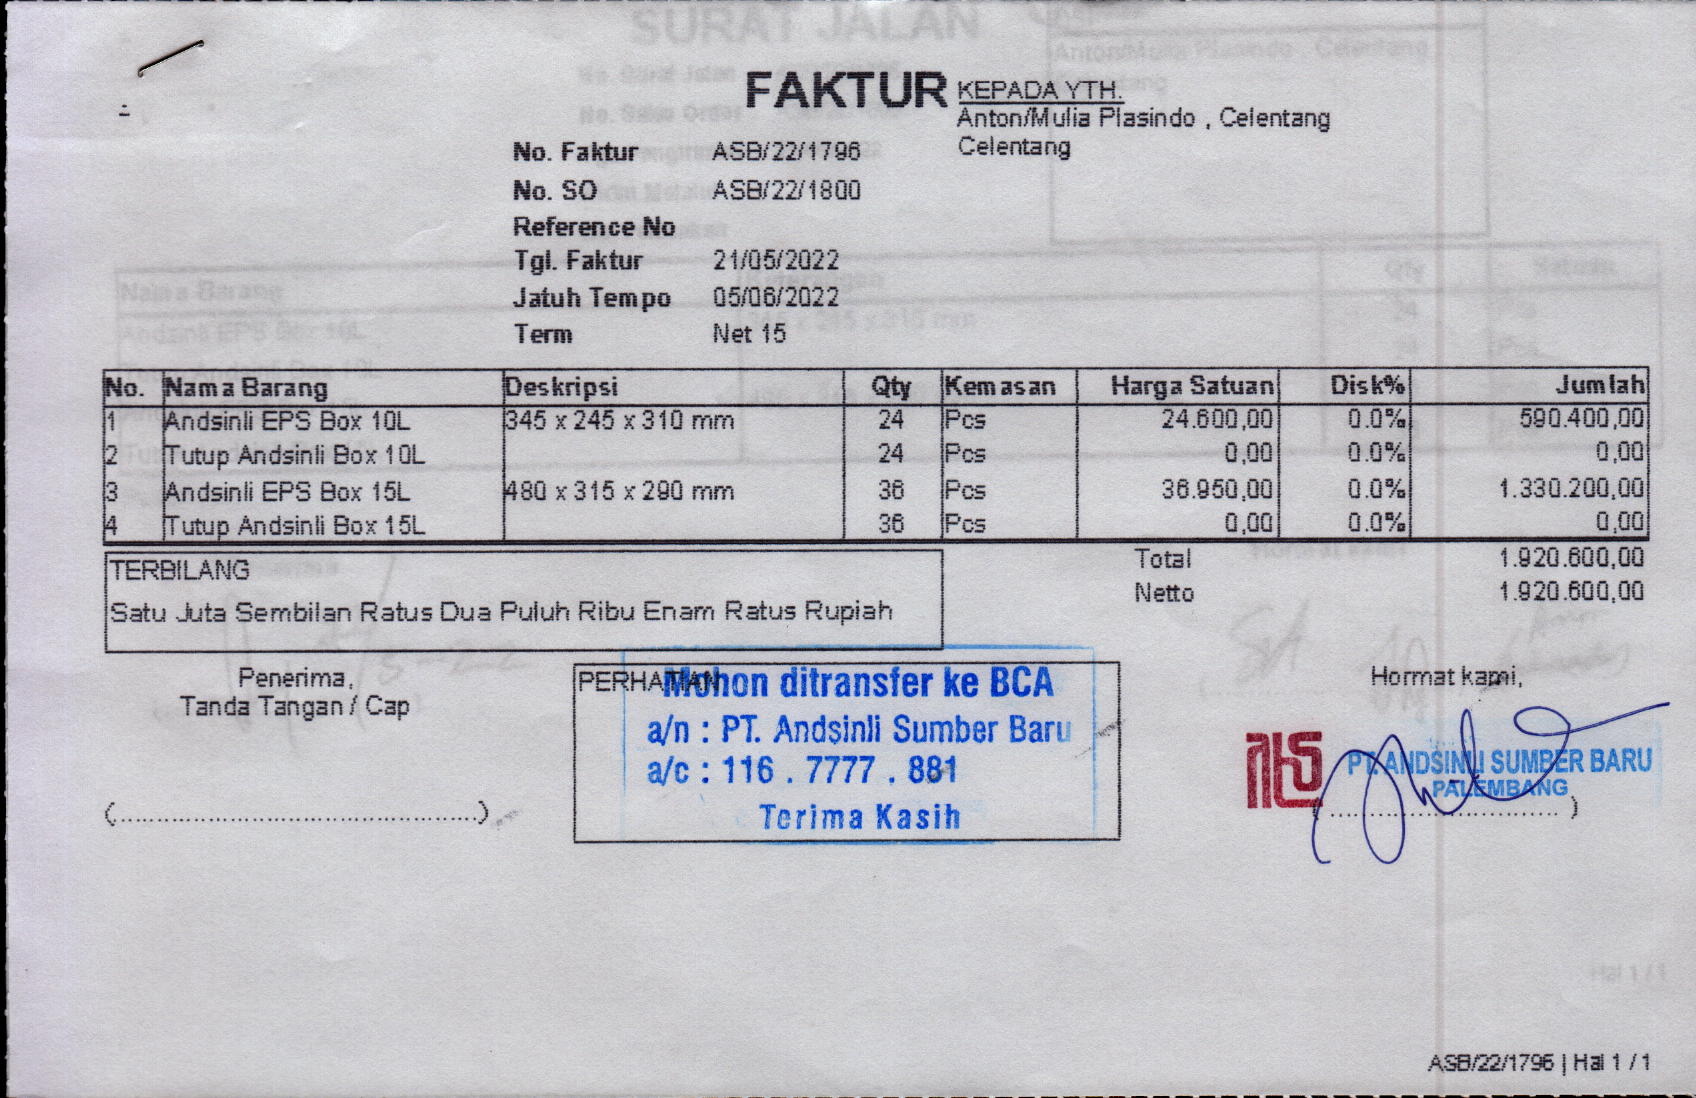 FAKTUR
KEPADA YTH.
Anton/Mulia Plasindo , Celentang
Celentang
No. Faktur ASB/22/1796
No. SO ASB/22/1800
Reference No
Tgl. Faktur 21/05/2022
Jatuh Tempo 05/06/2022
Term Net 15
No. Nama Barang Deskripsi Qty Kemasan Harga Satuan Disk% Jumlah
1 Andsinli EPS Box 10L 345 x 245 x 310 mm 24 Pcs 24.600,00 0.0% 590.400,00
2 Tutup Andsinli Box 10L 24 Pcs 0,00 0.0% 0,00
3 Andsinli EPS Box 15L 480 x 315 x 290 mm 36 Pcs 36.950,00 0.0% 1.330.200,00
4 Tutup Andsinli Box 15L 36 Pcs 0,00 0.0% 0,00
Total 1.920.600,00
Netto 1.920.600,00
TERBILANG
Satu Juta Sembilan Ratus Dua Puluh Ribu Enam Ratus Rupiah
Penerima,
Tanda Tangan / Cap
(..............................................)
PERHATIAN
Mohon ditransfer ke BCA
a/n : PT. Andsinli Sumber Baru
a/c : 116 . 7777 . 881
Terima Kasih
Hormat kami,
PT. ANDSINLI SUMBER BARU
PALEMBANG
(..............................)
ASB/22/1796 | Hal 1 / 1